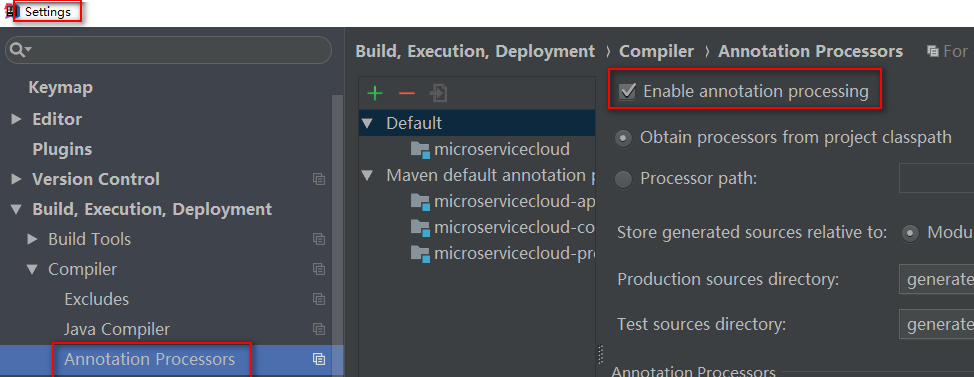 Settings
Keymap
Editor
Plugins
Version Control
Build, Execution, Deployment
Build Tools
Compiler
Excludes
Java Compiler
Annotation Processors
Build, Execution, Deployment › Compiler › Annotation Processors For
Default
microservicecloud
Maven default annotation p
microservicecloud-ap
microservicecloud-co
microservicecloud-pro
Enable annotation processing
Obtain processors from project classpath
Processor path:
Store generated sources relative to: Modu
Production sources directory: generate
Test sources directory: generate
Annotation Processors